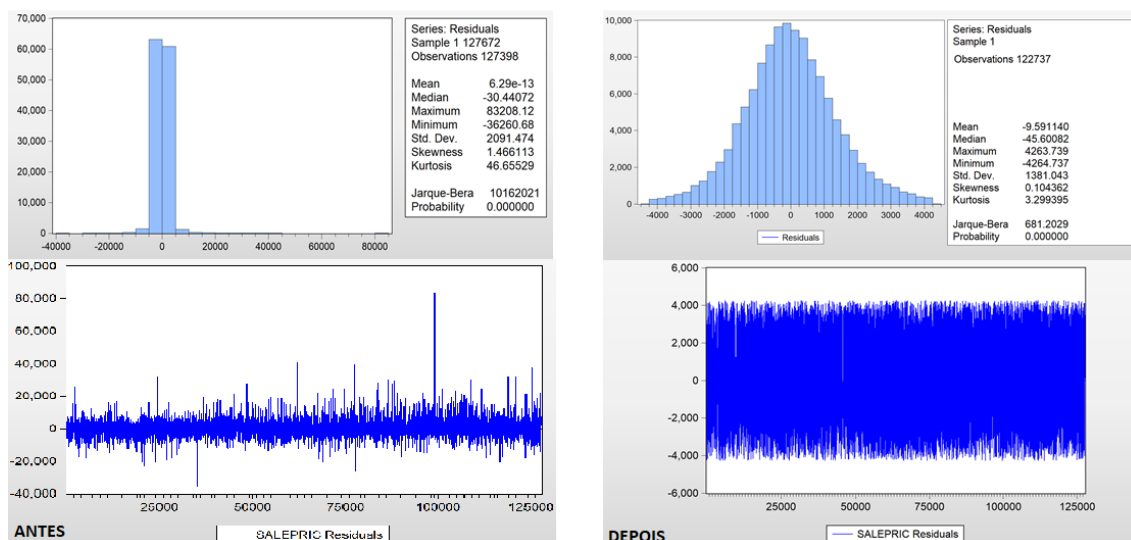 70,000
60,000
50,000
40,000
30,000
20,000
10,000
0
-40000 -20000 0 20000 40000 60000 80000
Series: Residuals
Sample 1 127672
Observations 127398
Mean 6.29e-13
Median -30.44072
Maximum 83208.12
Minimum -36260.68
Std. Dev. 2091.474
Skewness 1.466113
Kurtosis 46.65529
Jarque-Bera 10162021
Probability 0.000000
10,000
8,000
6,000
4,000
2,000
0
-4000 -3000 -2000 -1000 0 1000 2000 3000 4000
Residuals
Series: Residuals
Sample 1
Observations 122737
Mean -9.591140
Median -45.60082
Maximum 4263.739
Minimum -4264.737
Std. Dev. 1381.043
Skewness 0.104362
Kurtosis 3.299395
Jarque-Bera 681.2029
Probability 0.000000
100,000
80,000
60,000
40,000
20,000
0
-20,000
-40,000
25000 50000 75000 100000 125000
ANTES
SALEPRIC Residuals
6,000
4,000
2,000
0
-2,000
-4,000
-6,000
25000 50000 75000 100000 125000
DEPOIS
SALEPRIC Residuals